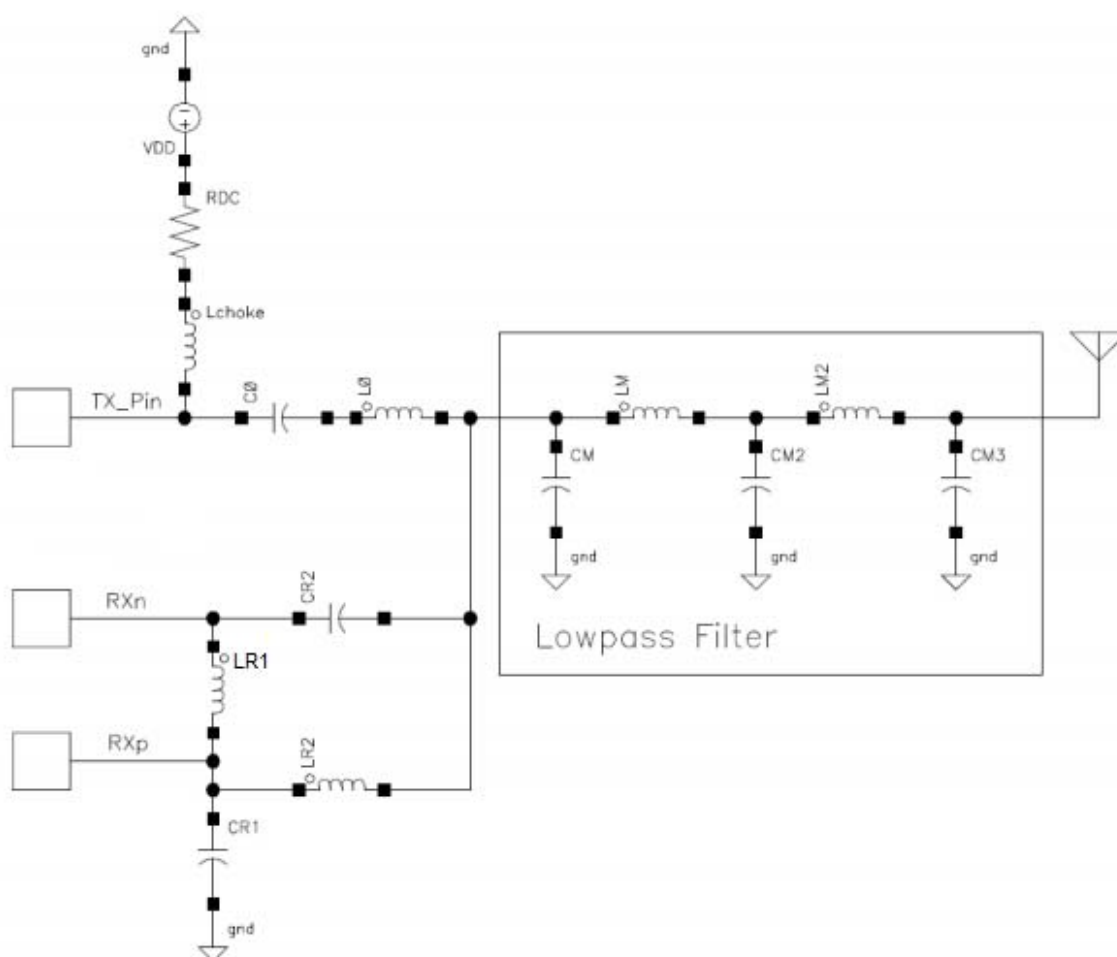 gnd
VDD
RDC
Lchoke
TX_Pin
C0
L0
LM
LM2
CM
CM2
CM3
gnd
gnd
gnd
Lowpass Filter
RXn
CR2
LR1
RXp
LR2
CR1
gnd